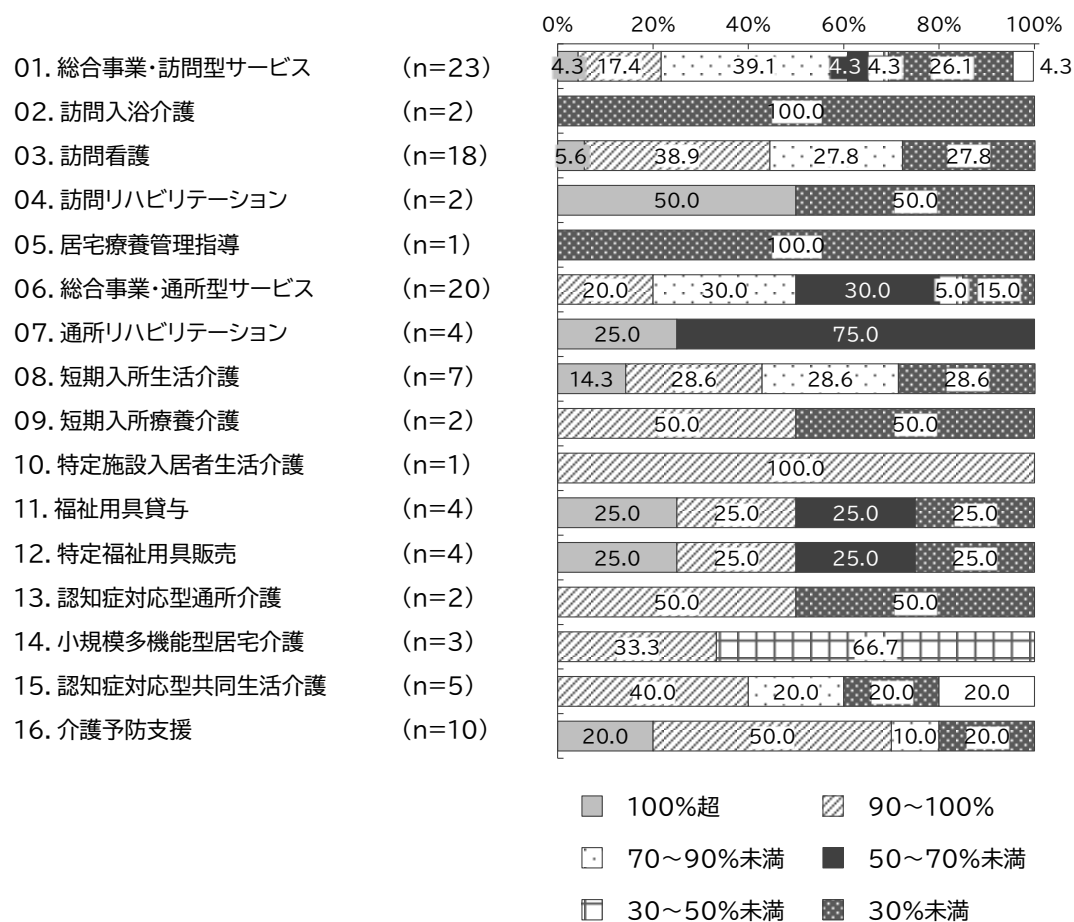 0% 20% 40% 60% 80% 100%
01. 総合事業・訪問型サービス (n=23) 4.3 17.4 39.1 4.3 4.3 26.1 4.3
02. 訪問入浴介護 (n=2) 100.0
03. 訪問看護 (n=18) 5.6 38.9 27.8 27.8
04. 訪問リハビリテーション (n=2) 50.0 50.0
05. 居宅療養管理指導 (n=1) 100.0
06. 総合事業・通所型サービス (n=20) 20.0 30.0 30.0 5.0 15.0
07. 通所リハビリテーション (n=4) 25.0 75.0
08. 短期入所生活介護 (n=7) 14.3 28.6 28.6 28.6
09. 短期入所療養介護 (n=2) 50.0 50.0
10. 特定施設入居者生活介護 (n=1) 100.0
11. 福祉用具貸与 (n=4) 25.0 25.0 25.0 25.0
12. 特定福祉用具販売 (n=4) 25.0 25.0 25.0 25.0
13. 認知症対応型通所介護 (n=2) 50.0 50.0
14. 小規模多機能型居宅介護 (n=3) 33.3 66.7
15. 認知症対応型共同生活介護 (n=5) 40.0 20.0 20.0 20.0
16. 介護予防支援 (n=10) 20.0 50.0 10.0 20.0
100%超 90～100%
70～90%未満 50～70%未満
30～50%未満 30%未満